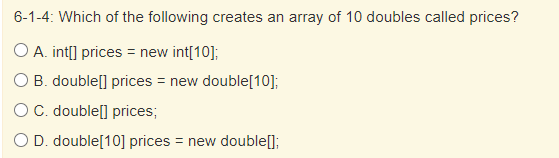 6-1-4: Which of the following creates an array of 10 doubles called prices?
A. int[] prices = new int[10];
B. double[] prices = new double[10];
C. double[] prices;
D. double[10] prices = new double[];